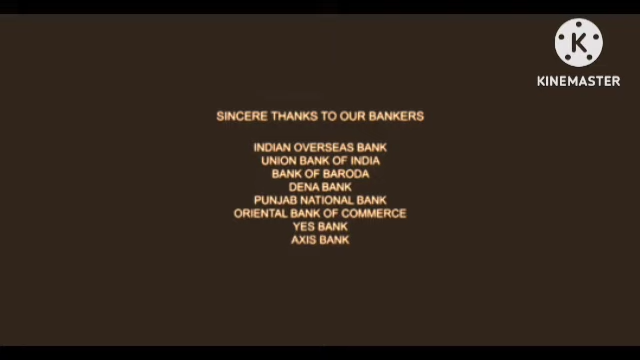 K
KINEMASTER
SINCERE THANKS TO OUR BANKERS
INDIAN OVERSEAS BANK
UNION BANK OF INDIA
BANK OF BARODA
DENA BANK
PUNJAB NATIONAL BANK
ORIENTAL BANK OF COMMERCE
YES BANK
AXIS BANK